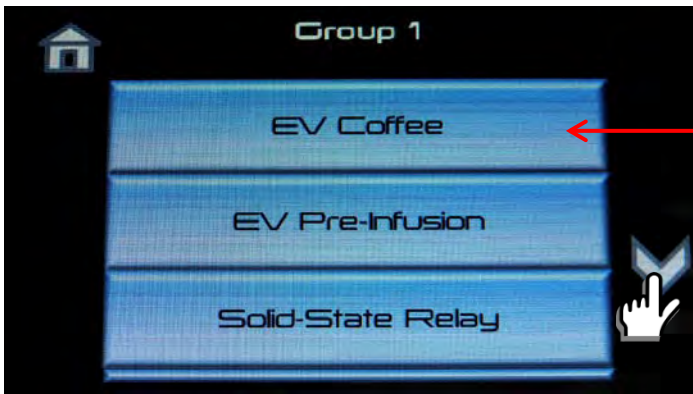 Group 1
EV Coffee
EV Pre-Infusion
Solid-State Relay